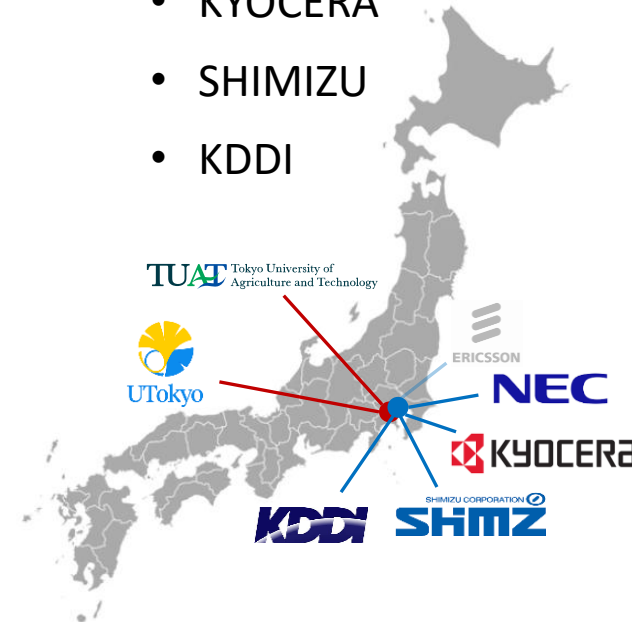 • KYOCERA
• SHIMIZU
• KDDI
TUAT Tokyo University of
Agriculture and Technology
UTokyo
ERICSSON
NEC
KYOCERA
SHIMIZU CORPORATION
SHMZ
KDDI